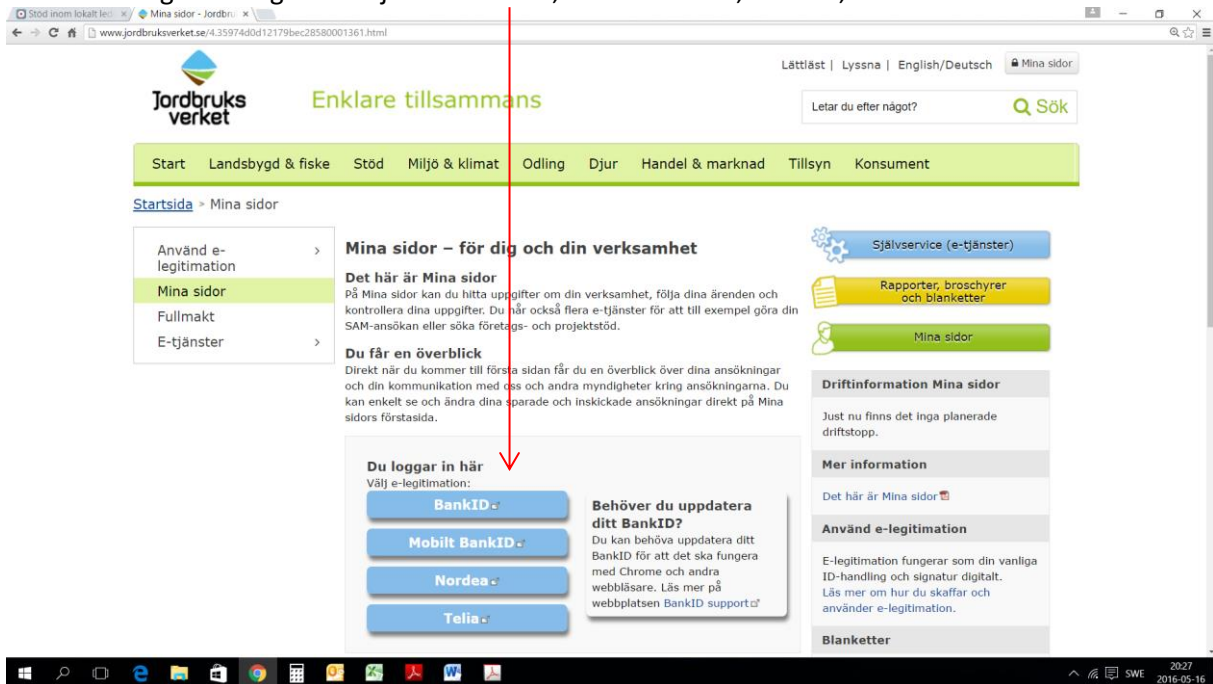 Stöd inom lokalt led
Mina sidor - Jordbru
www.jordbruksverket.se/4.35974d0d12179bec28580001361.html
Lättläst | Lyssna | English/Deutsch Mina sidor
Jordbruks
verket
Enklare tillsammans
Letar du efter något? Sök
Start Landsbygd & fiske Stöd Miljö & klimat Odling Djur Handel & marknad Tillsyn Konsument
Startsida > Mina sidor
Använd e-
legitimation >
Mina sidor
Fullmakt
E-tjänster >
Mina sidor – för dig och din verksamhet
Det här är Mina sidor
På Mina sidor kan du hitta uppgifter om din verksamhet, följa dina ärenden och
kontrollera dina uppgifter. Du når också flera e-tjänster för att till exempel göra din
SAM-ansökan eller söka företags- och projektstöd.
Du får en överblick
Direkt när du kommer till första sidan får du en överblick över dina ansökningar
och din kommunikation med oss och andra myndigheter kring ansökningarna. Du
kan enkelt se och ändra dina sparade och inskickade ansökningar direkt på Mina
sidors förstasida.
Du loggar in här
Välj e-legitimation:
BankID
Mobilt BankID
Nordea
Telia
Behöver du uppdatera
ditt BankID?
Du kan behöva uppdatera ditt
BankID för att det ska fungera
med Chrome och andra
webbläsare. Läs mer på
webbplatsen BankID support
Självservice (e-tjänster)
Rapporter, broschyrer
och blanketter
Mina sidor
Driftinformation Mina sidor
Just nu finns det inga planerade
driftstopp.
Mer information
Det här är Mina sidor
Använd e-legitimation
E-legitimation fungerar som din vanliga
ID-handling och signatur digitalt.
Läs mer om hur du skaffar och
använder e-legitimation.
Blanketter
SWE
20:27
2016-05-16